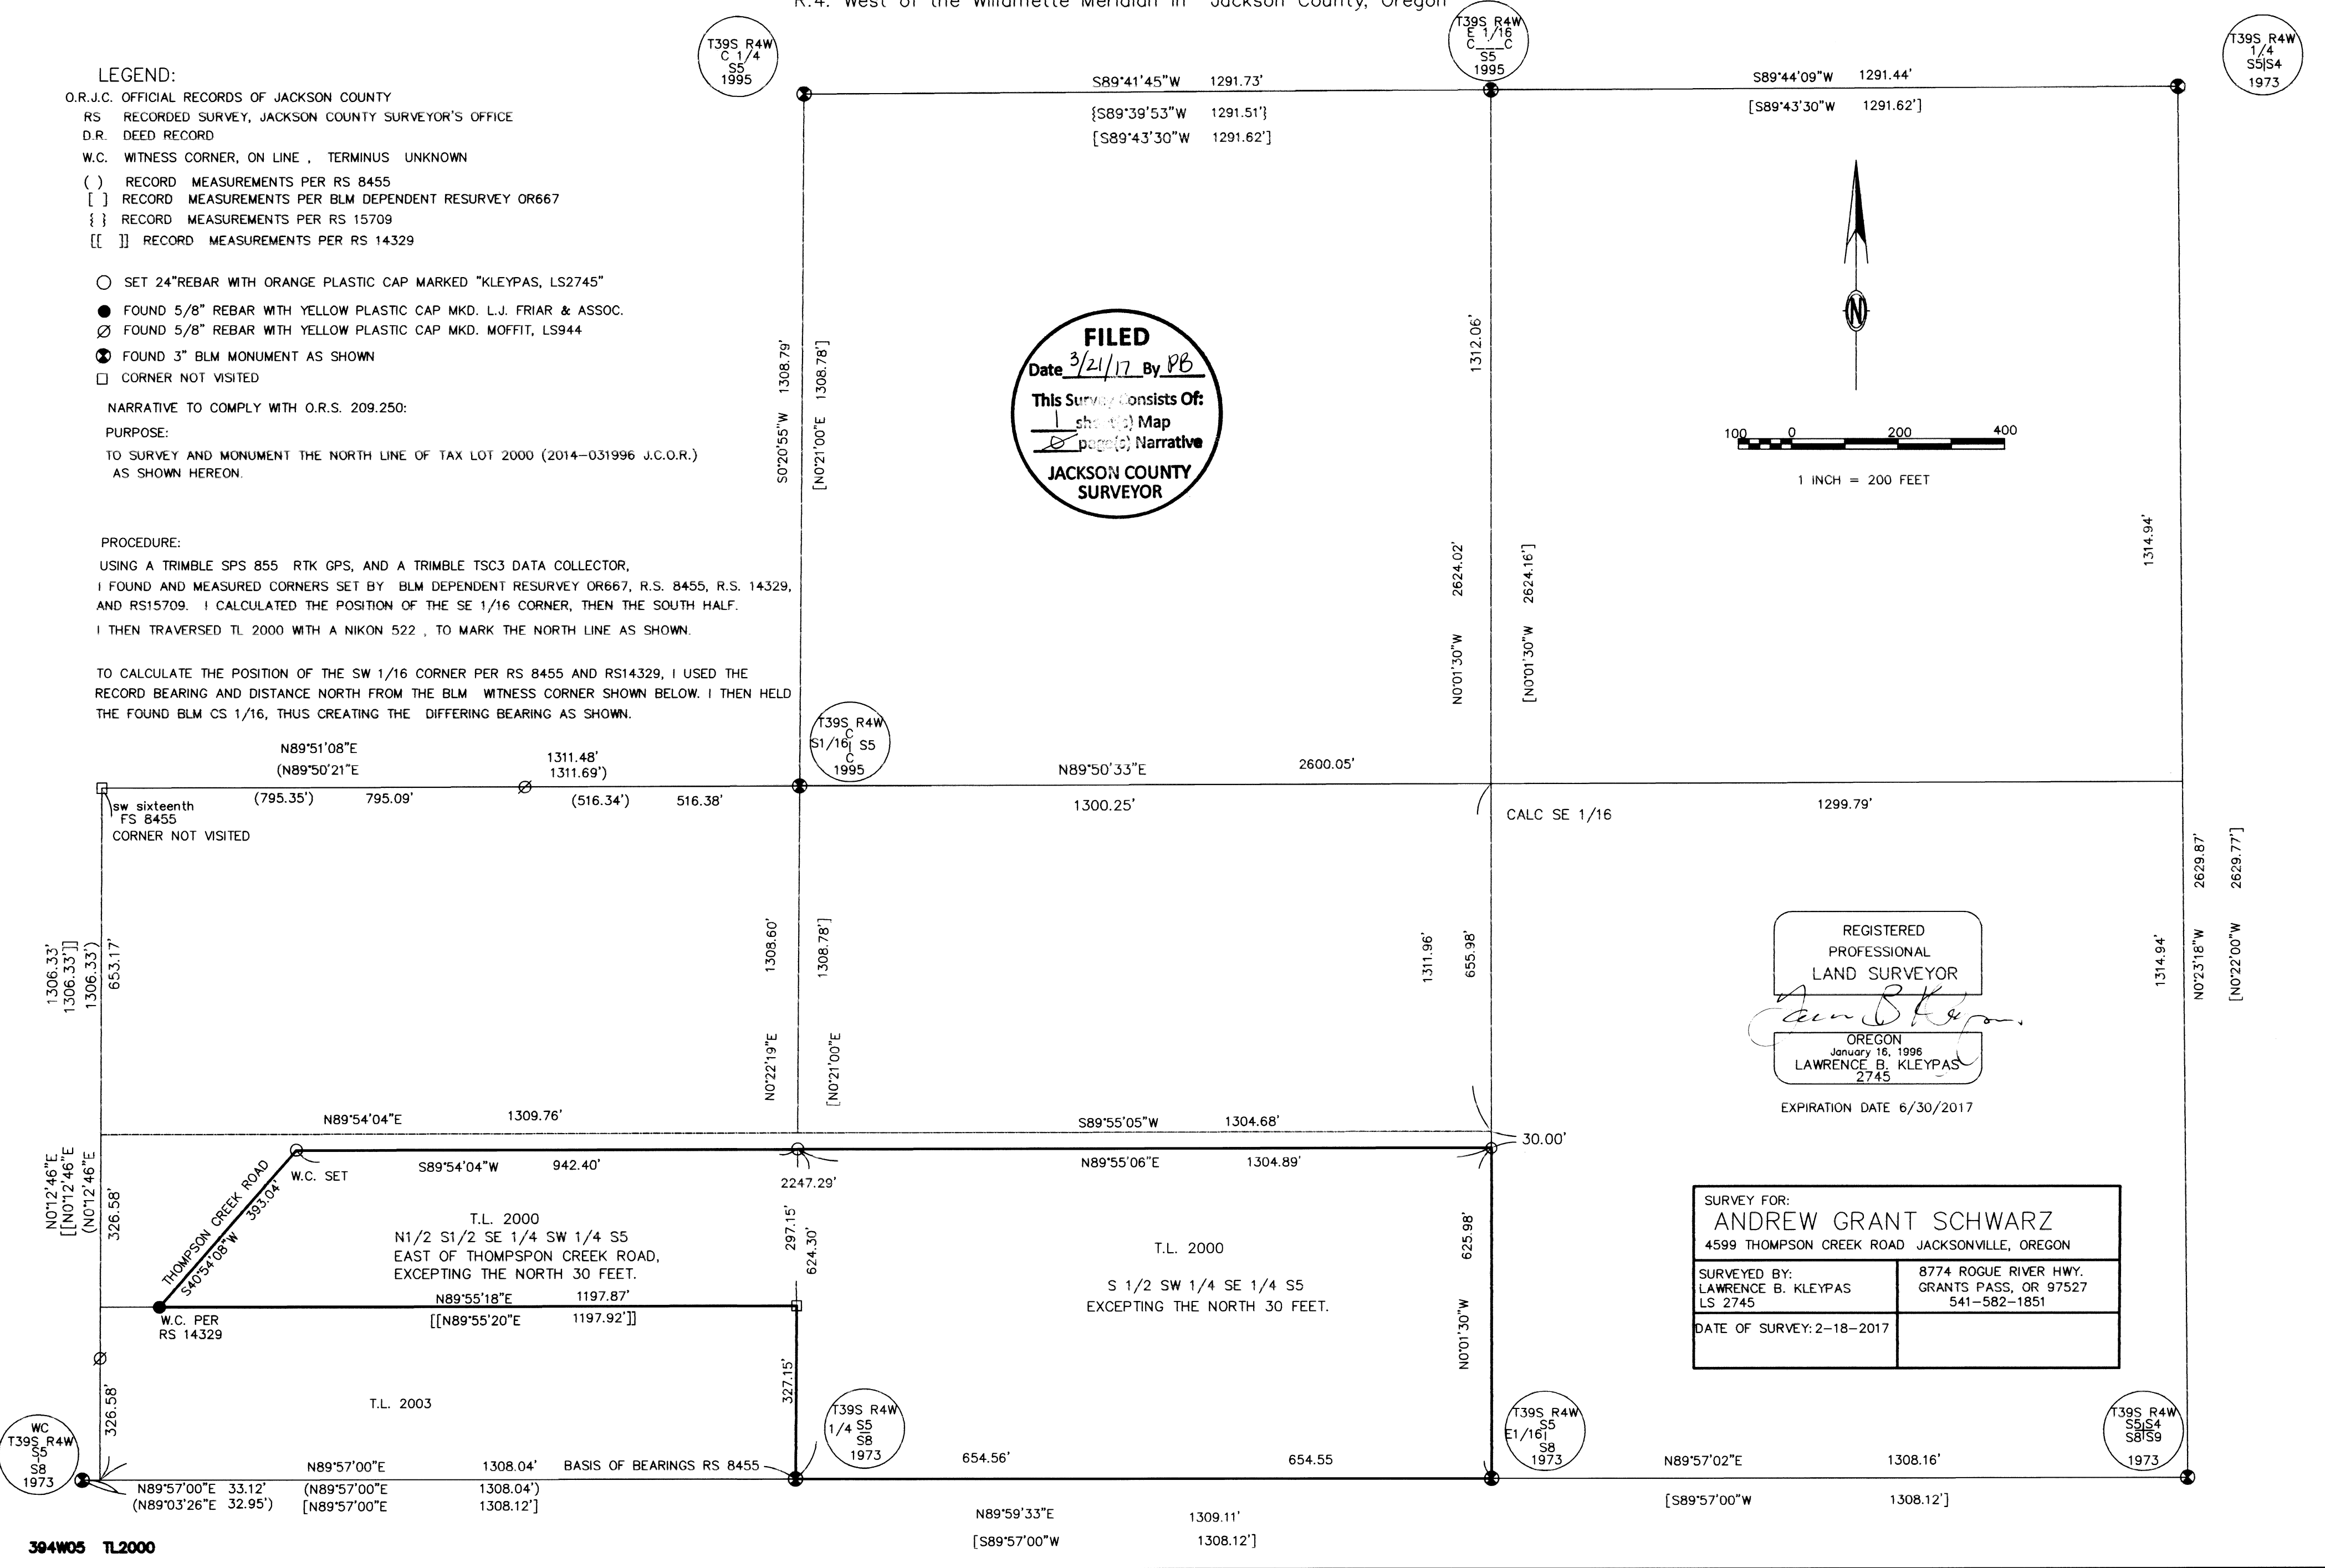 R.4. West of the Willamette Meridian in Jackson County, Oregon
T39S R4W
C 1/4
S5
1995
T39S R4W
E 1/16
C___C
S5
1995
T39S R4W
1/4
S5|S4
1973
S89°41'45"W 1291.73'
{S89°39'53"W 1291.51'}
[S89°43'30"W 1291.62']
S89°44'09"W 1291.44'
[S89°43'30"W 1291.62']
LEGEND:
O.R.J.C. OFFICIAL RECORDS OF JACKSON COUNTY
RS RECORDED SURVEY, JACKSON COUNTY SURVEYOR'S OFFICE
D.R. DEED RECORD
W.C. WITNESS CORNER, ON LINE , TERMINUS UNKNOWN
( ) RECORD MEASUREMENTS PER RS 8455
[ ] RECORD MEASUREMENTS PER BLM DEPENDENT RESURVEY OR667
{ } RECORD MEASUREMENTS PER RS 15709
[[ ]] RECORD MEASUREMENTS PER RS 14329
SET 24"REBAR WITH ORANGE PLASTIC CAP MARKED "KLEYPAS, LS2745"
FOUND 5/8" REBAR WITH YELLOW PLASTIC CAP MKD. L.J. FRIAR & ASSOC.
FOUND 5/8" REBAR WITH YELLOW PLASTIC CAP MKD. MOFFIT, LS944
FOUND 3" BLM MONUMENT AS SHOWN
CORNER NOT VISITED
NARRATIVE TO COMPLY WITH O.R.S. 209.250:
PURPOSE:
TO SURVEY AND MONUMENT THE NORTH LINE OF TAX LOT 2000 (2014-031996 J.C.O.R.)
AS SHOWN HEREON.
PROCEDURE:
USING A TRIMBLE SPS 855 RTK GPS, AND A TRIMBLE TSC3 DATA COLLECTOR,
I FOUND AND MEASURED CORNERS SET BY BLM DEPENDENT RESURVEY OR667, R.S. 8455, R.S. 14329,
AND RS15709. I CALCULATED THE POSITION OF THE SE 1/16 CORNER, THEN THE SOUTH HALF.
I THEN TRAVERSED TL 2000 WITH A NIKON 522 , TO MARK THE NORTH LINE AS SHOWN.
TO CALCULATE THE POSITION OF THE SW 1/16 CORNER PER RS 8455 AND RS14329, I USED THE
RECORD BEARING AND DISTANCE NORTH FROM THE BLM WITNESS CORNER SHOWN BELOW. I THEN HELD
THE FOUND BLM CS 1/16, THUS CREATING THE DIFFERING BEARING AS SHOWN.
S0°20'55"W 1308.79'
[N0°21'00"E 1308.78']
FILED
Date 3/21/17 By PB
This Survey Consists Of:
1 sheet(s) Map
0 page(s) Narrative
JACKSON COUNTY
SURVEYOR
1312.06'
N0°01'30"W 2624.02'
[N0°01'30"W 2624.16']
N
100 0 200 400
1 INCH = 200 FEET
1314.94'
T39S R4W
C
S1/16| S5
C
1995
N89°51'08"E 1311.48'
(N89°50'21"E 1311.69')
(795.35') 795.09' (516.34') 516.38'
sw sixteenth
FS 8455
CORNER NOT VISITED
N89°50'33"E 2600.05'
1300.25'
CALC SE 1/16
1299.79'
N0°12'46"E 1306.33'
[[N0°12'46"E 1306.33']]
(N0°12'46"E 1306.33')
653.17'
326.58'
326.58'
N0°22'19"E 1308.60'
[N0°21'00"E 1308.78']
1311.96'
655.98'
1314.94'
N0°23'18"W 2629.87'
[N0°22'00"W 2629.77']
REGISTERED
PROFESSIONAL
LAND SURVEYOR
OREGON
January 16, 1996
LAWRENCE B. KLEYPAS
2745
EXPIRATION DATE 6/30/2017
N89°54'04"E 1309.76'
S89°55'05"W 1304.68'
30.00'
W.C. SET
S89°54'04"W 942.40'
N89°55'06"E 1304.89'
2247.29'
THOMPSON CREEK ROAD
S40°54'08"W 393.04'
T.L. 2000
N1/2 S1/2 SE 1/4 SW 1/4 S5
EAST OF THOMPSPON CREEK ROAD,
EXCEPTING THE NORTH 30 FEET.
297.15'
624.30'
T.L. 2000
S 1/2 SW 1/4 SE 1/4 S5
EXCEPTING THE NORTH 30 FEET.
N0°01'30"W 625.98'
N89°55'18"E 1197.87'
[[N89°55'20"E 1197.92']]
W.C. PER
RS 14329
T.L. 2003
327.15'
SURVEY FOR:
ANDREW GRANT SCHWARZ
4599 THOMPSON CREEK ROAD JACKSONVILLE, OREGON
SURVEYED BY:
LAWRENCE B. KLEYPAS
LS 2745
8774 ROGUE RIVER HWY.
GRANTS PASS, OR 97527
541-582-1851
DATE OF SURVEY: 2-18-2017
WC
T39S R4W
S5
S8
1973
T39S R4W
1/4 S5
S8
1973
T39S R4W
S5
E1/16|
S8
1973
T39S R4W
S5|S4
S8|S9
1973
N89°57'00"E 1308.04' BASIS OF BEARINGS RS 8455
N89°57'00"E 33.12' (N89°57'00"E 1308.04')
(N89°03'26"E 32.95') [N89°57'00"E 1308.12']
654.56' 654.55
N89°59'33"E 1309.11'
[S89°57'00"W 1308.12']
N89°57'02"E 1308.16'
[S89°57'00"W 1308.12']
394W05 TL2000